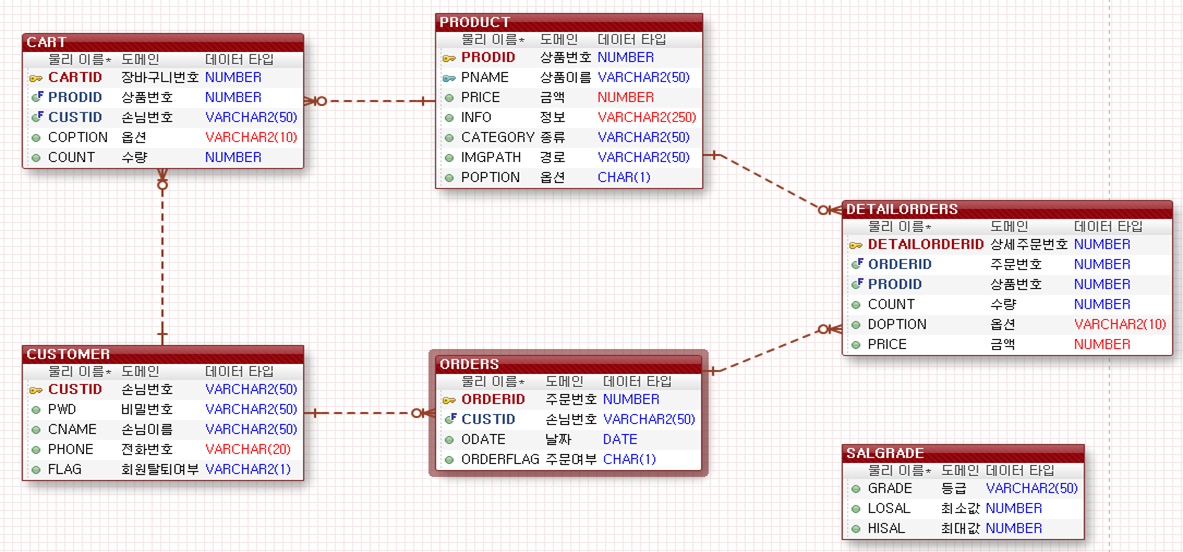 CART
물리 이름* 도메인 데이터 타입
CARTID 장바구니번호 NUMBER
PRODID 상품번호 NUMBER
CUSTID 손님번호 VARCHAR2(50)
COPTION 옵션 VARCHAR2(10)
COUNT 수량 NUMBER
PRODUCT
물리 이름* 도메인 데이터 타입
PRODID 상품번호 NUMBER
PNAME 상품이름 VARCHAR2(50)
PRICE 금액 NUMBER
INFO 정보 VARCHAR2(250)
CATEGORY 종류 VARCHAR2(50)
IMGPATH 경로 VARCHAR2(50)
POPTION 옵션 CHAR(1)
DETAILORDERS
물리 이름* 도메인 데이터 타입
DETAILORDERID 상세주문번호 NUMBER
ORDERID 주문번호 NUMBER
PRODID 상품번호 NUMBER
COUNT 수량 NUMBER
DOPTION 옵션 VARCHAR2(10)
PRICE 금액 NUMBER
CUSTOMER
물리 이름* 도메인 데이터 타입
CUSTID 손님번호 VARCHAR2(50)
PWD 비밀번호 VARCHAR2(50)
CNAME 손님이름 VARCHAR2(50)
PHONE 전화번호 VARCHAR(20)
FLAG 회원탈퇴여부 VARCHAR2(1)
ORDERS
물리 이름* 도메인 데이터 타입
ORDERID 주문번호 NUMBER
CUSTID 손님번호 VARCHAR2(50)
ODATE 날짜 DATE
ORDERFLAG 주문여부 CHAR(1)
SALGRADE
물리 이름* 도메인 데이터 타입
GRADE 등급 VARCHAR2(50)
LOSAL 최소값 NUMBER
HISAL 최대값 NUMBER